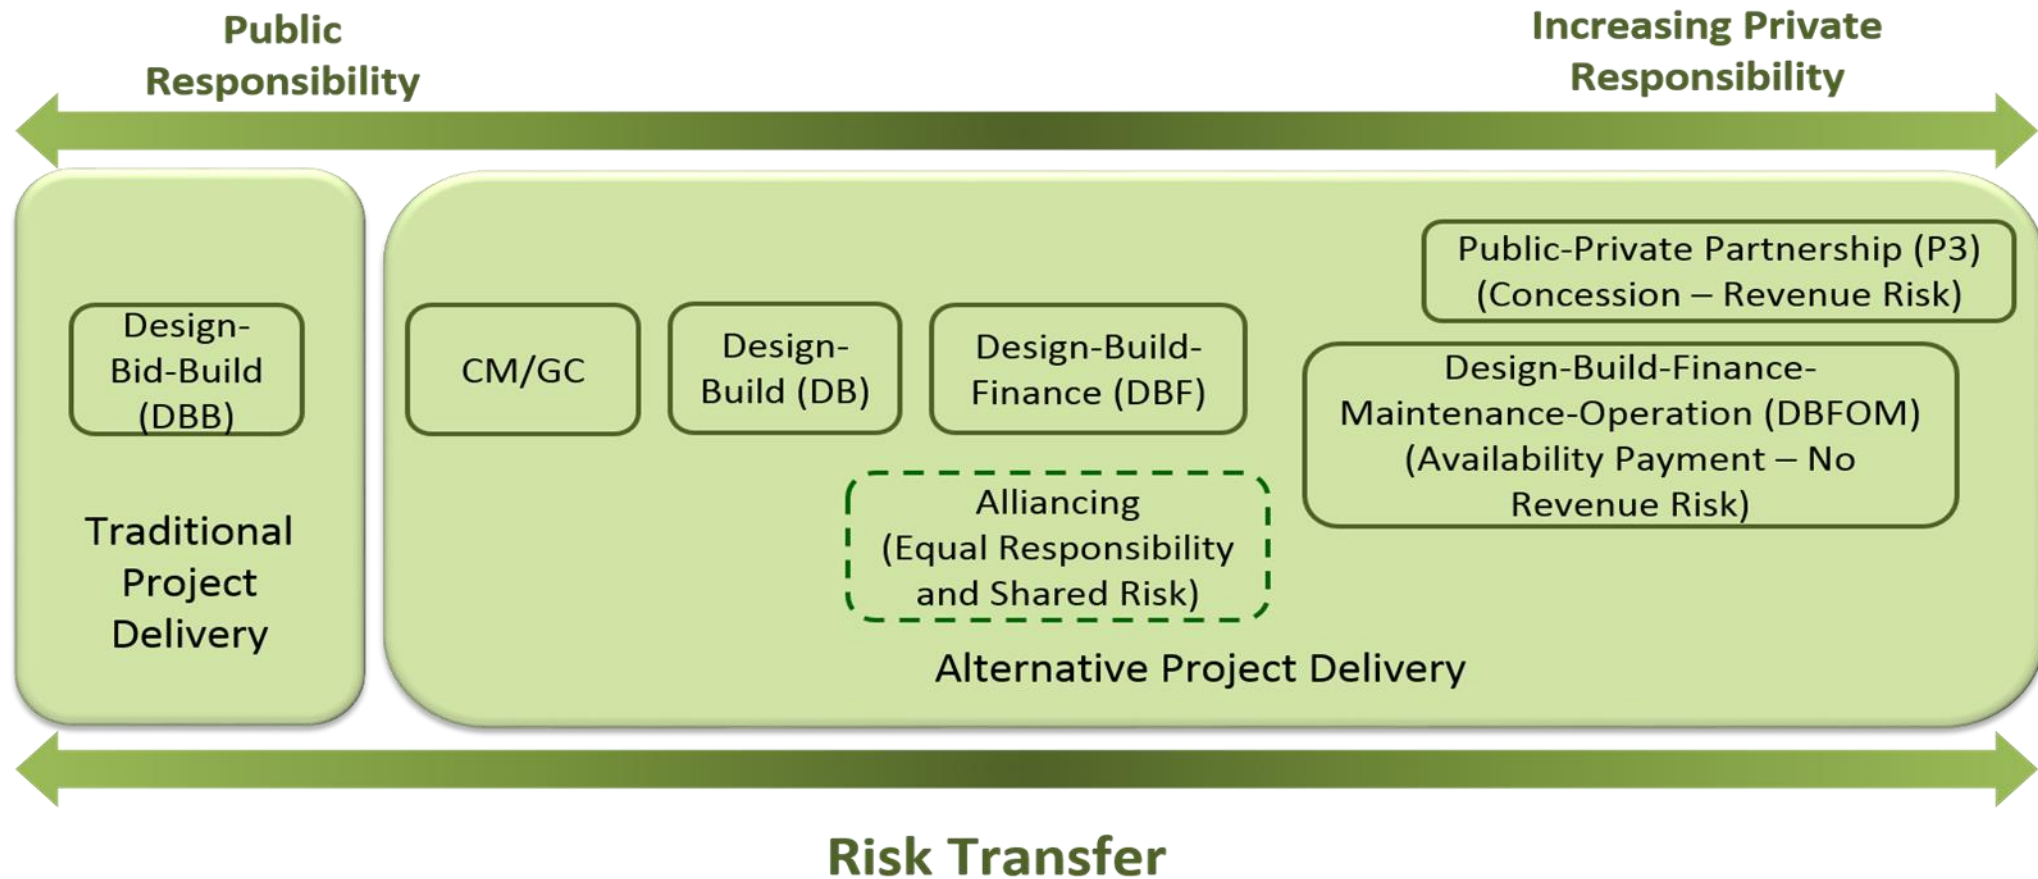 Public
Responsibility
Increasing Private
Responsibility
Design-
Bid-Build
(DBB)
Traditional
Project
Delivery
CM/GC
Design-
Build (DB)
Design-Build-
Finance (DBF)
Public-Private Partnership (P3)
(Concession – Revenue Risk)
Design-Build-Finance-
Maintenance-Operation (DBFOM)
(Availability Payment – No
Revenue Risk)
Alliancing
(Equal Responsibility
and Shared Risk)
Alternative Project Delivery
Risk Transfer